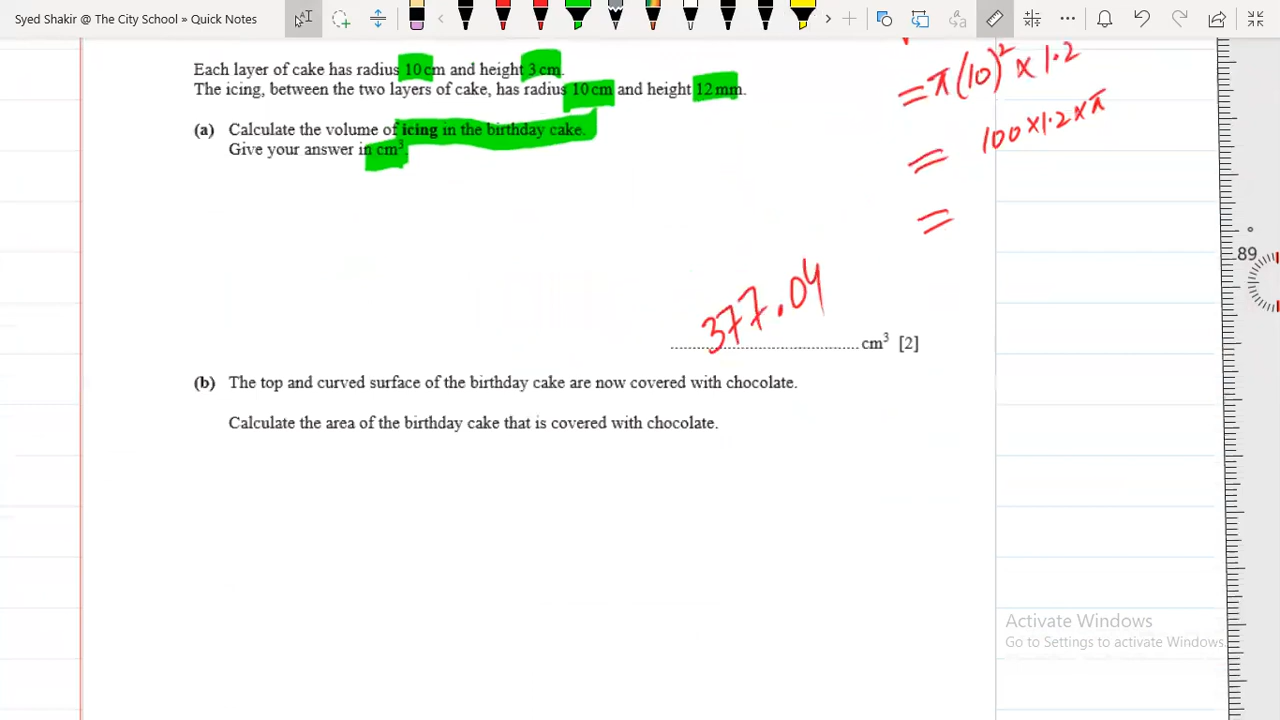 Syed Shakir @ The City School » Quick Notes
Each layer of cake has radius 10 cm and height 3 cm.
The icing, between the two layers of cake, has radius 10 cm and height 12 mm.
= π(10)² × 1.2
(a) Calculate the volume of icing in the birthday cake.
Give your answer in cm³.
= 100 × 1.2 × π
=
89
377.04
cm³ [2]
(b) The top and curved surface of the birthday cake are now covered with chocolate.
Calculate the area of the birthday cake that is covered with chocolate.
Activate Windows
Go to Settings to activate Windows.